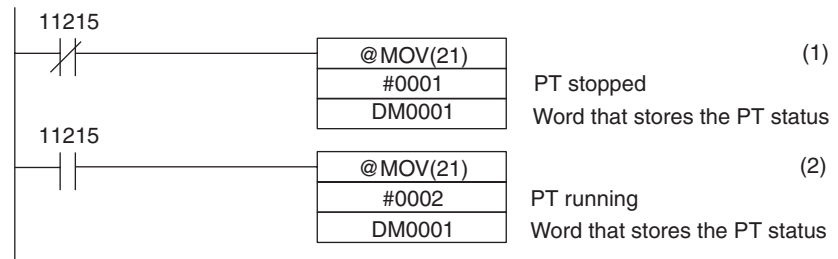 11215
@MOV(21) (1)
#0001 PT stopped
DM0001 Word that stores the PT status
11215
@MOV(21) (2)
#0002 PT running
DM0001 Word that stores the PT status